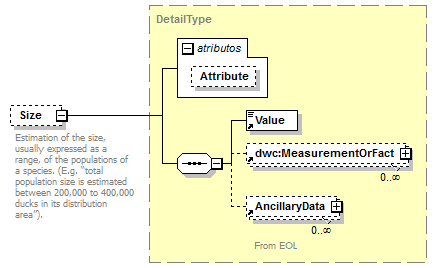 DetailType
atributos
Attribute
Size
Estimation of the size,
usually expressed as a
range, of the populations of
a species. (E.g. "total
population size is estimated
between 200,000 to 400,000
ducks in its distribution
area").
Value
dwc:MeasurementOrFact
0..∞
AncillaryData
0..∞
From EOL